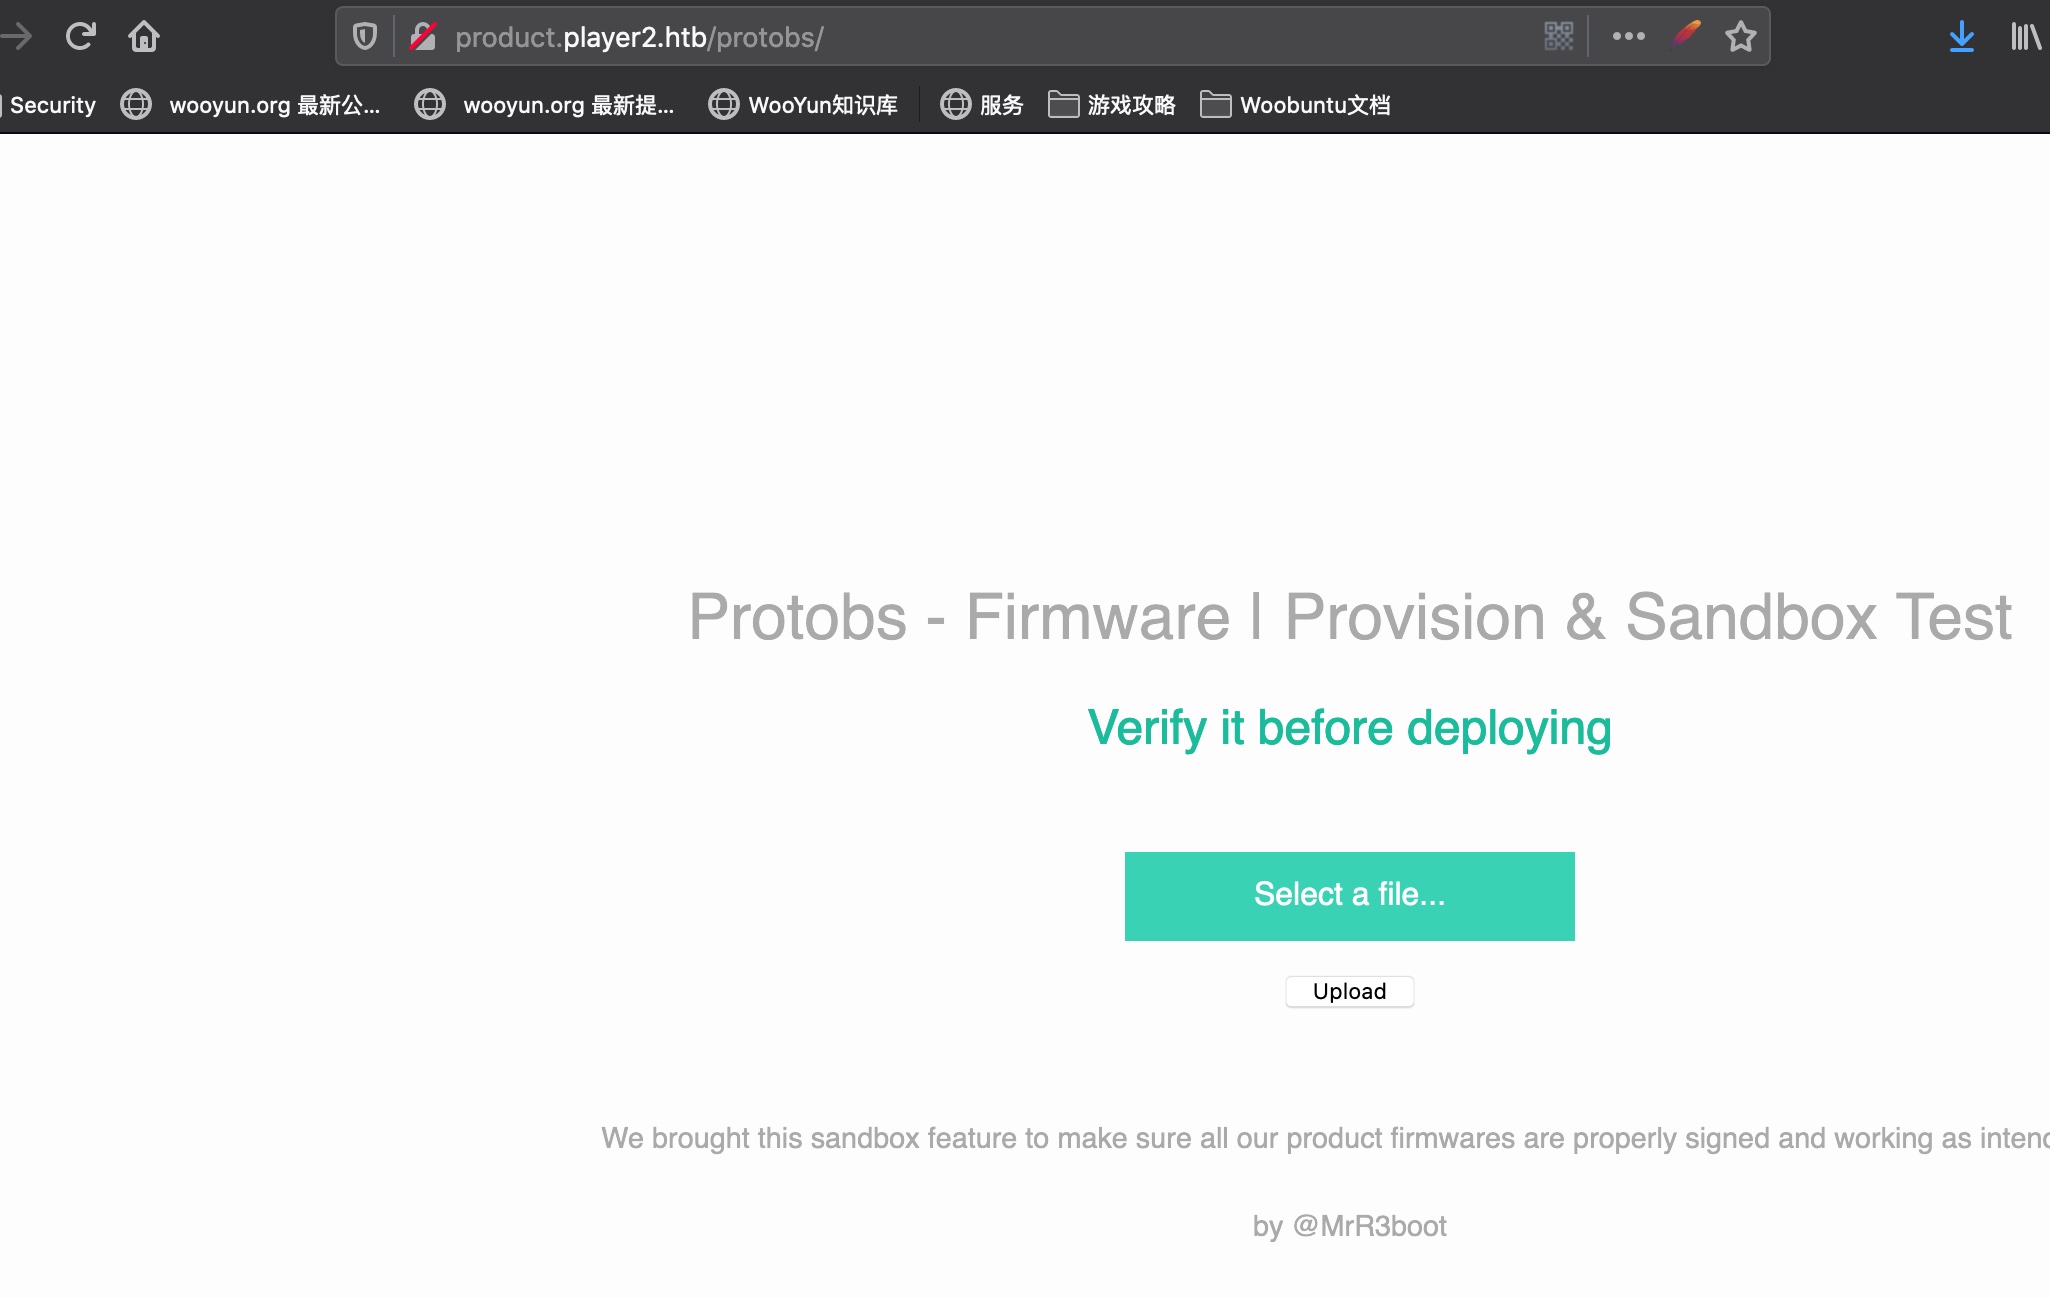 product.player2.htb/protobs/
Security wooyun.org 最新公... wooyun.org 最新提... WooYun知识库 服务 游戏攻略 Woobuntu文档
Protobs - Firmware | Provision & Sandbox Test
Verify it before deploying
Select a file...
Upload
We brought this sandbox feature to make sure all our product firmwares are properly signed and working as
by @MrR3boot